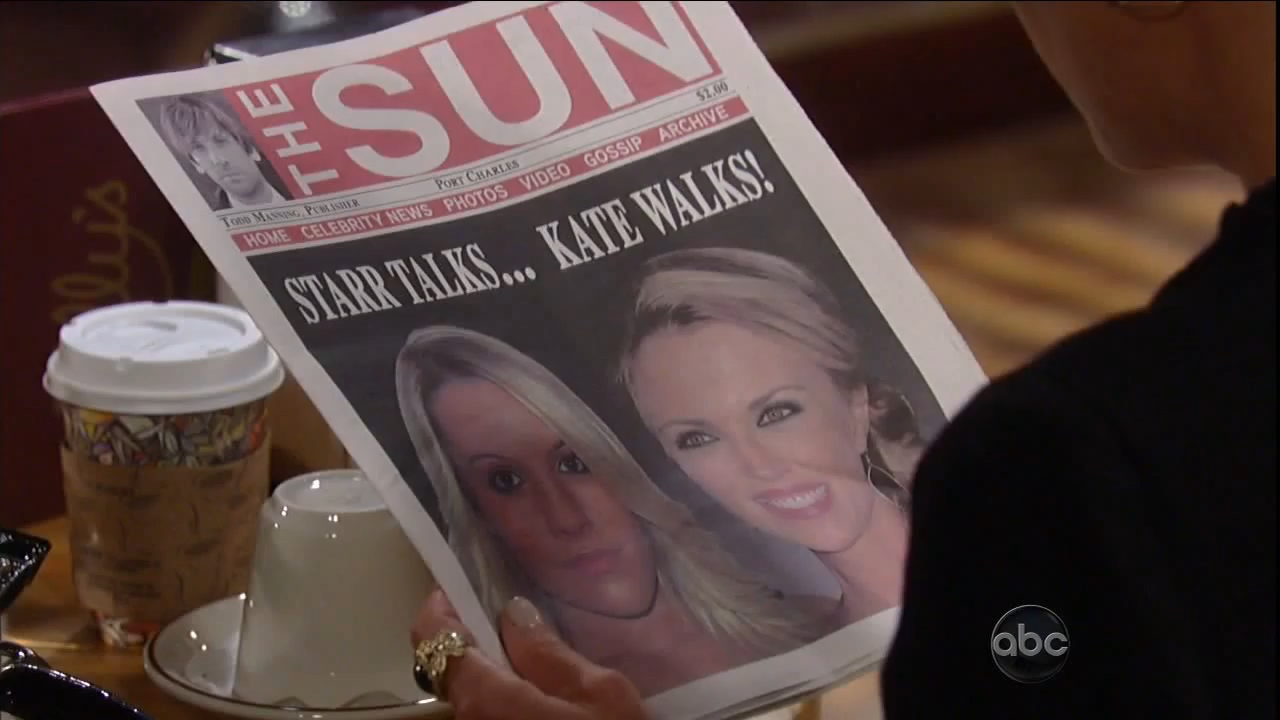 THE SUN
$2.00
TODD MANNING, PUBLISHER PORT CHARLES
HOME CELEBRITY NEWS PHOTOS VIDEO GOSSIP ARCHIVE
STARR TALKS... KATE WALKS!
abc